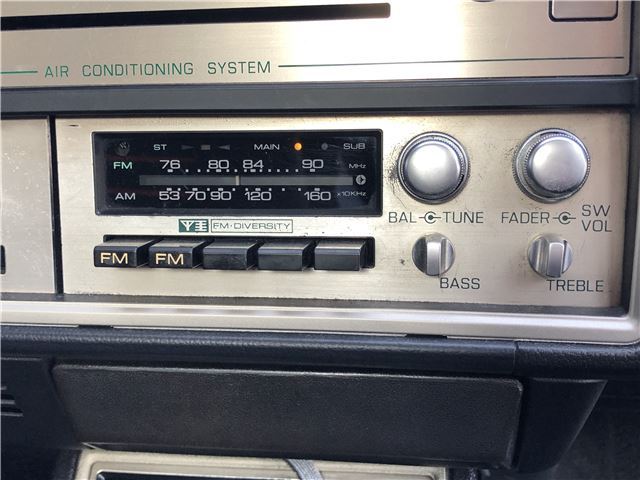 AIR CONDITIONING SYSTEM
ST MAIN SUB
FM 76 80 84 90 MHz
AM 53 70 90 120 160 ×10KHz
FM-DIVERSITY
FM FM
BAL TUNE
FADER SW VOL
BASS
TREBLE